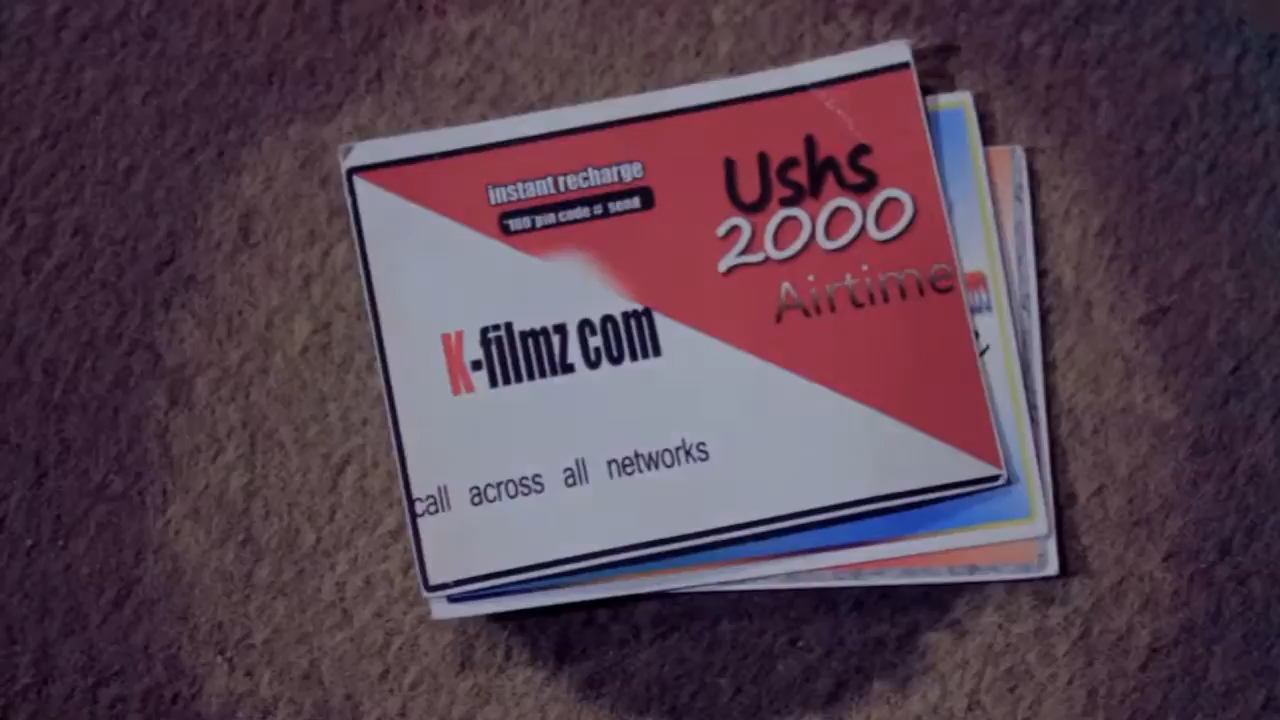 instant recharge
*100*pin code # send
Ushs
2000
Airtime
K-filmz com
call across all networks